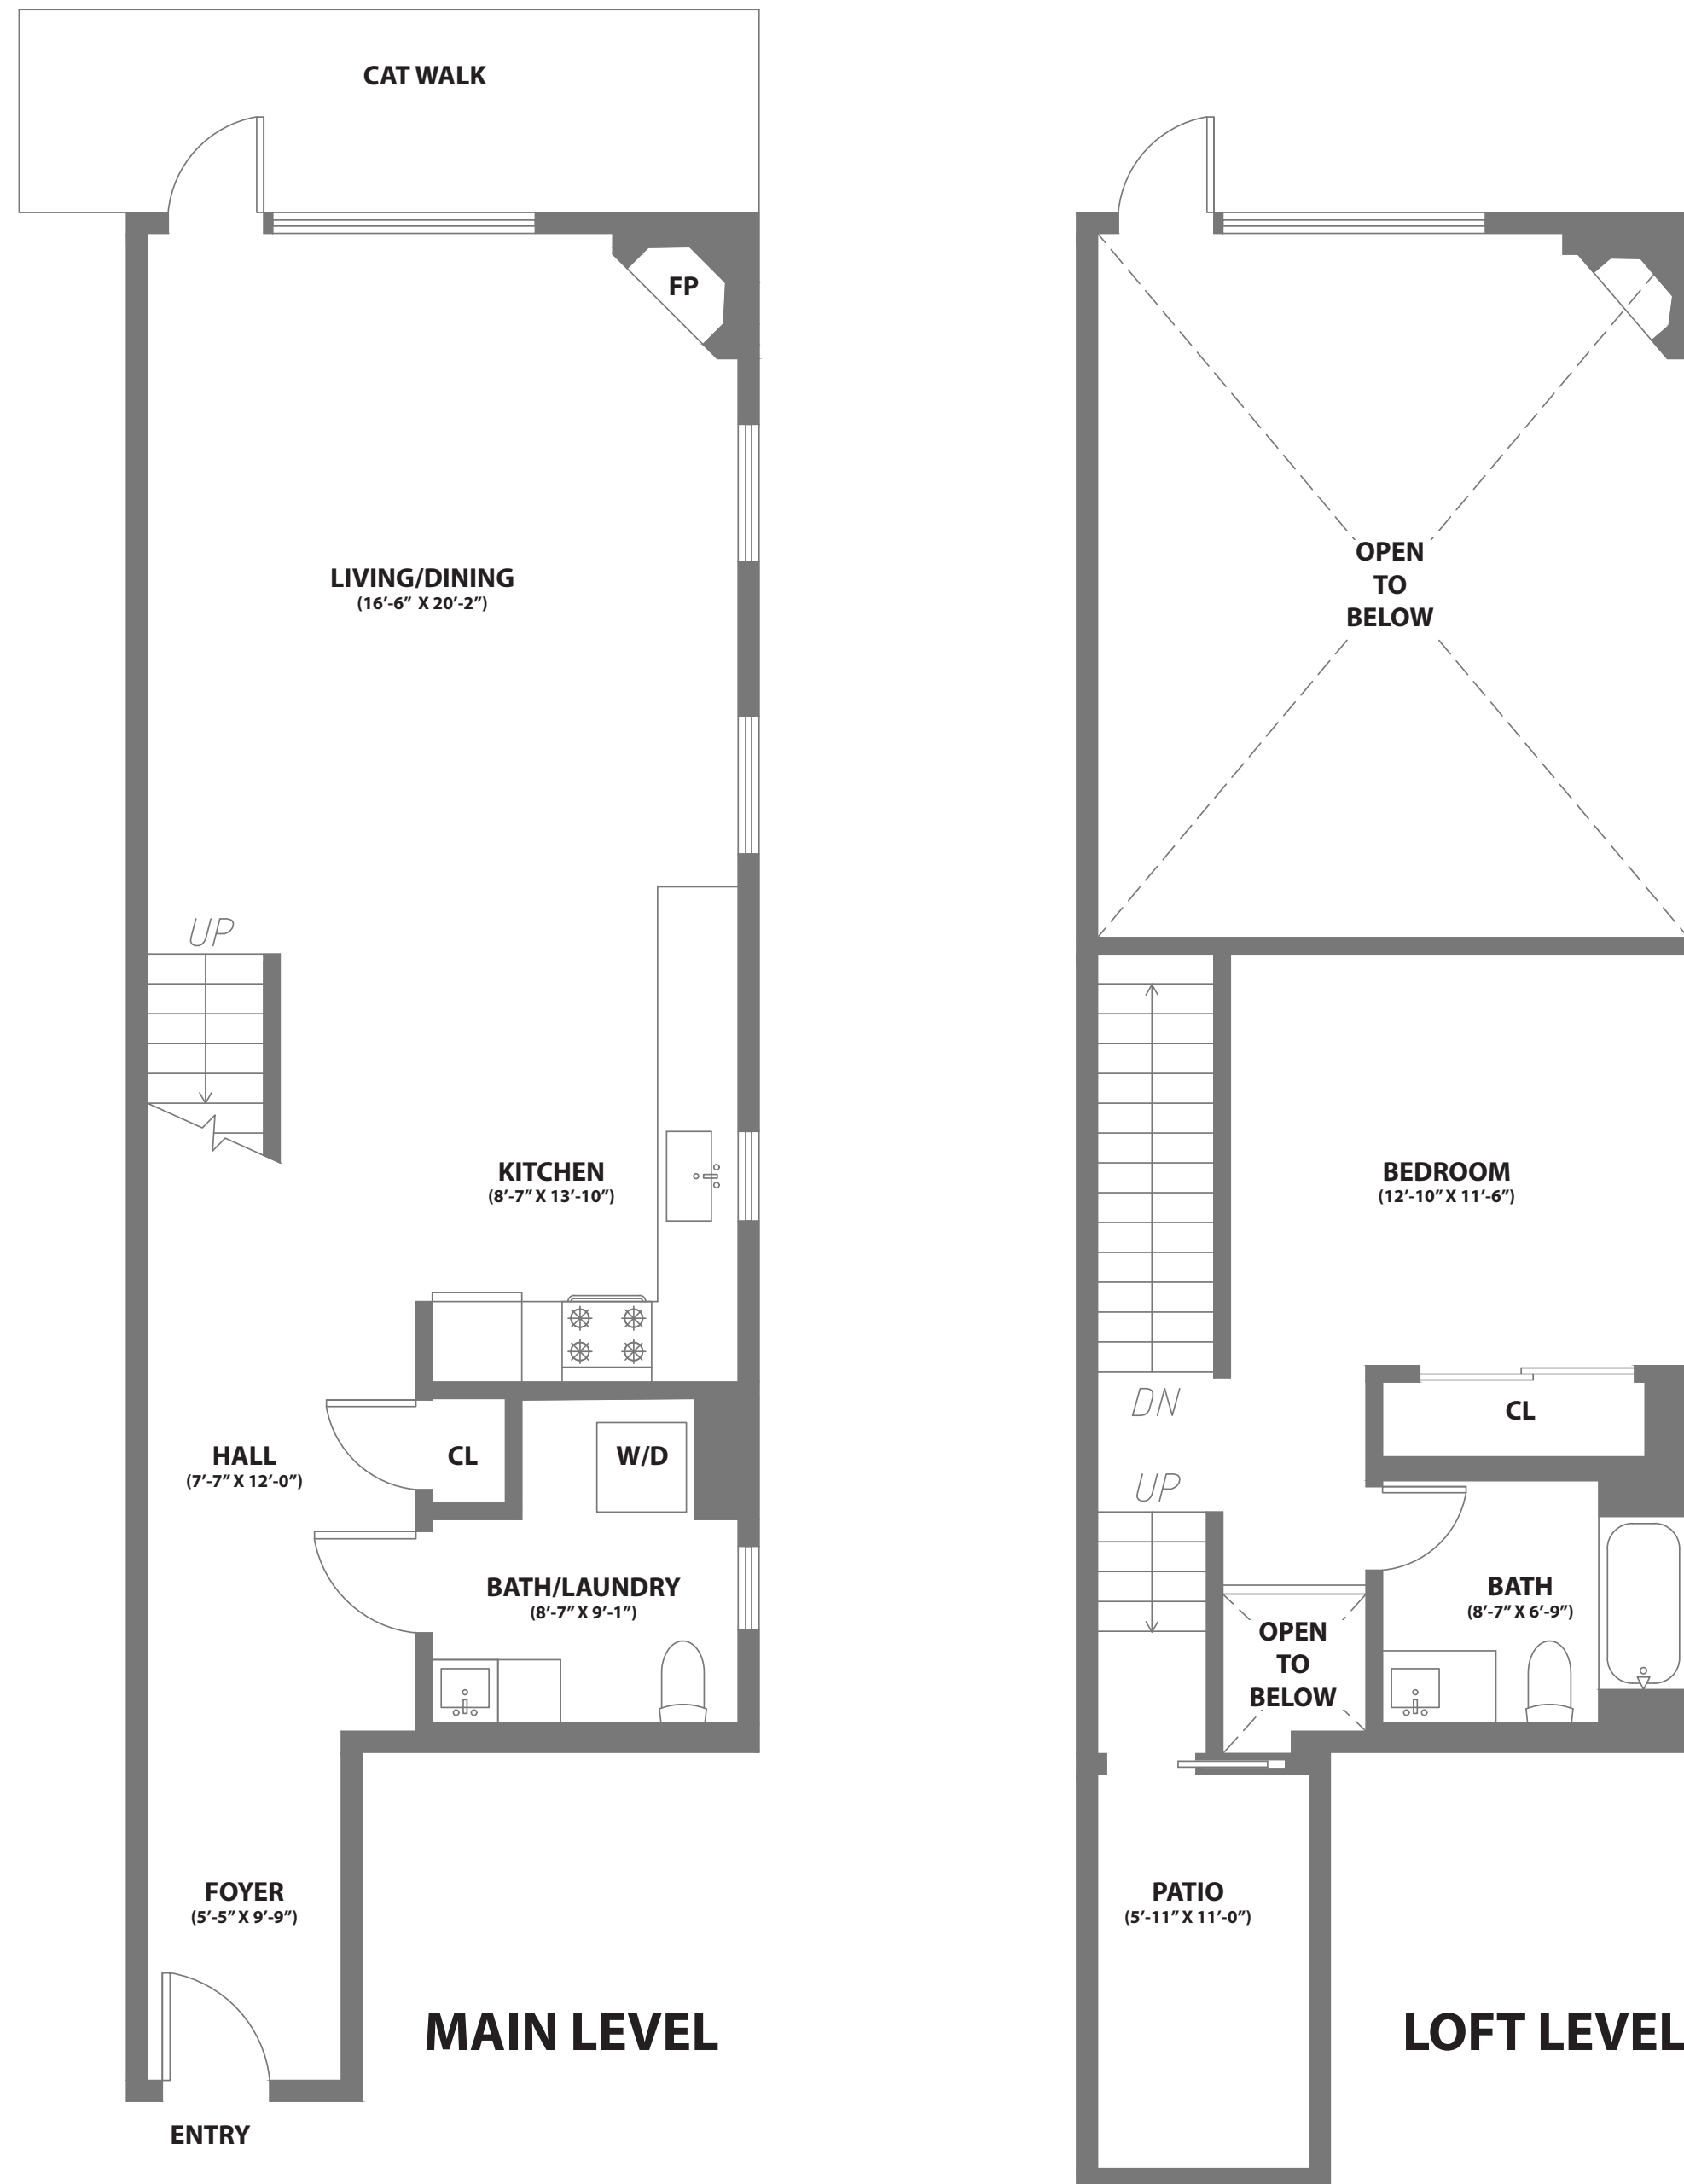 CAT WALK
FP
LIVING/DINING
(16′-6″ X 20′-2″)
UP
KITCHEN
(8′-7″ X 13′-10″)
HALL
(7′-7″ X 12′-0″)
CL
W/D
BATH/LAUNDRY
(8′-7″ X 9′-1″)
FOYER
(5′-5″ X 9′-9″)
MAIN LEVEL
ENTRY
OPEN
TO
BELOW
BEDROOM
(12′-10″ X 11′-6″)
DN
CL
UP
BATH
(8′-7″ X 6′-9″)
OPEN
TO
BELOW
PATIO
(5′-11″ X 11′-0″)
LOFT LEVEL